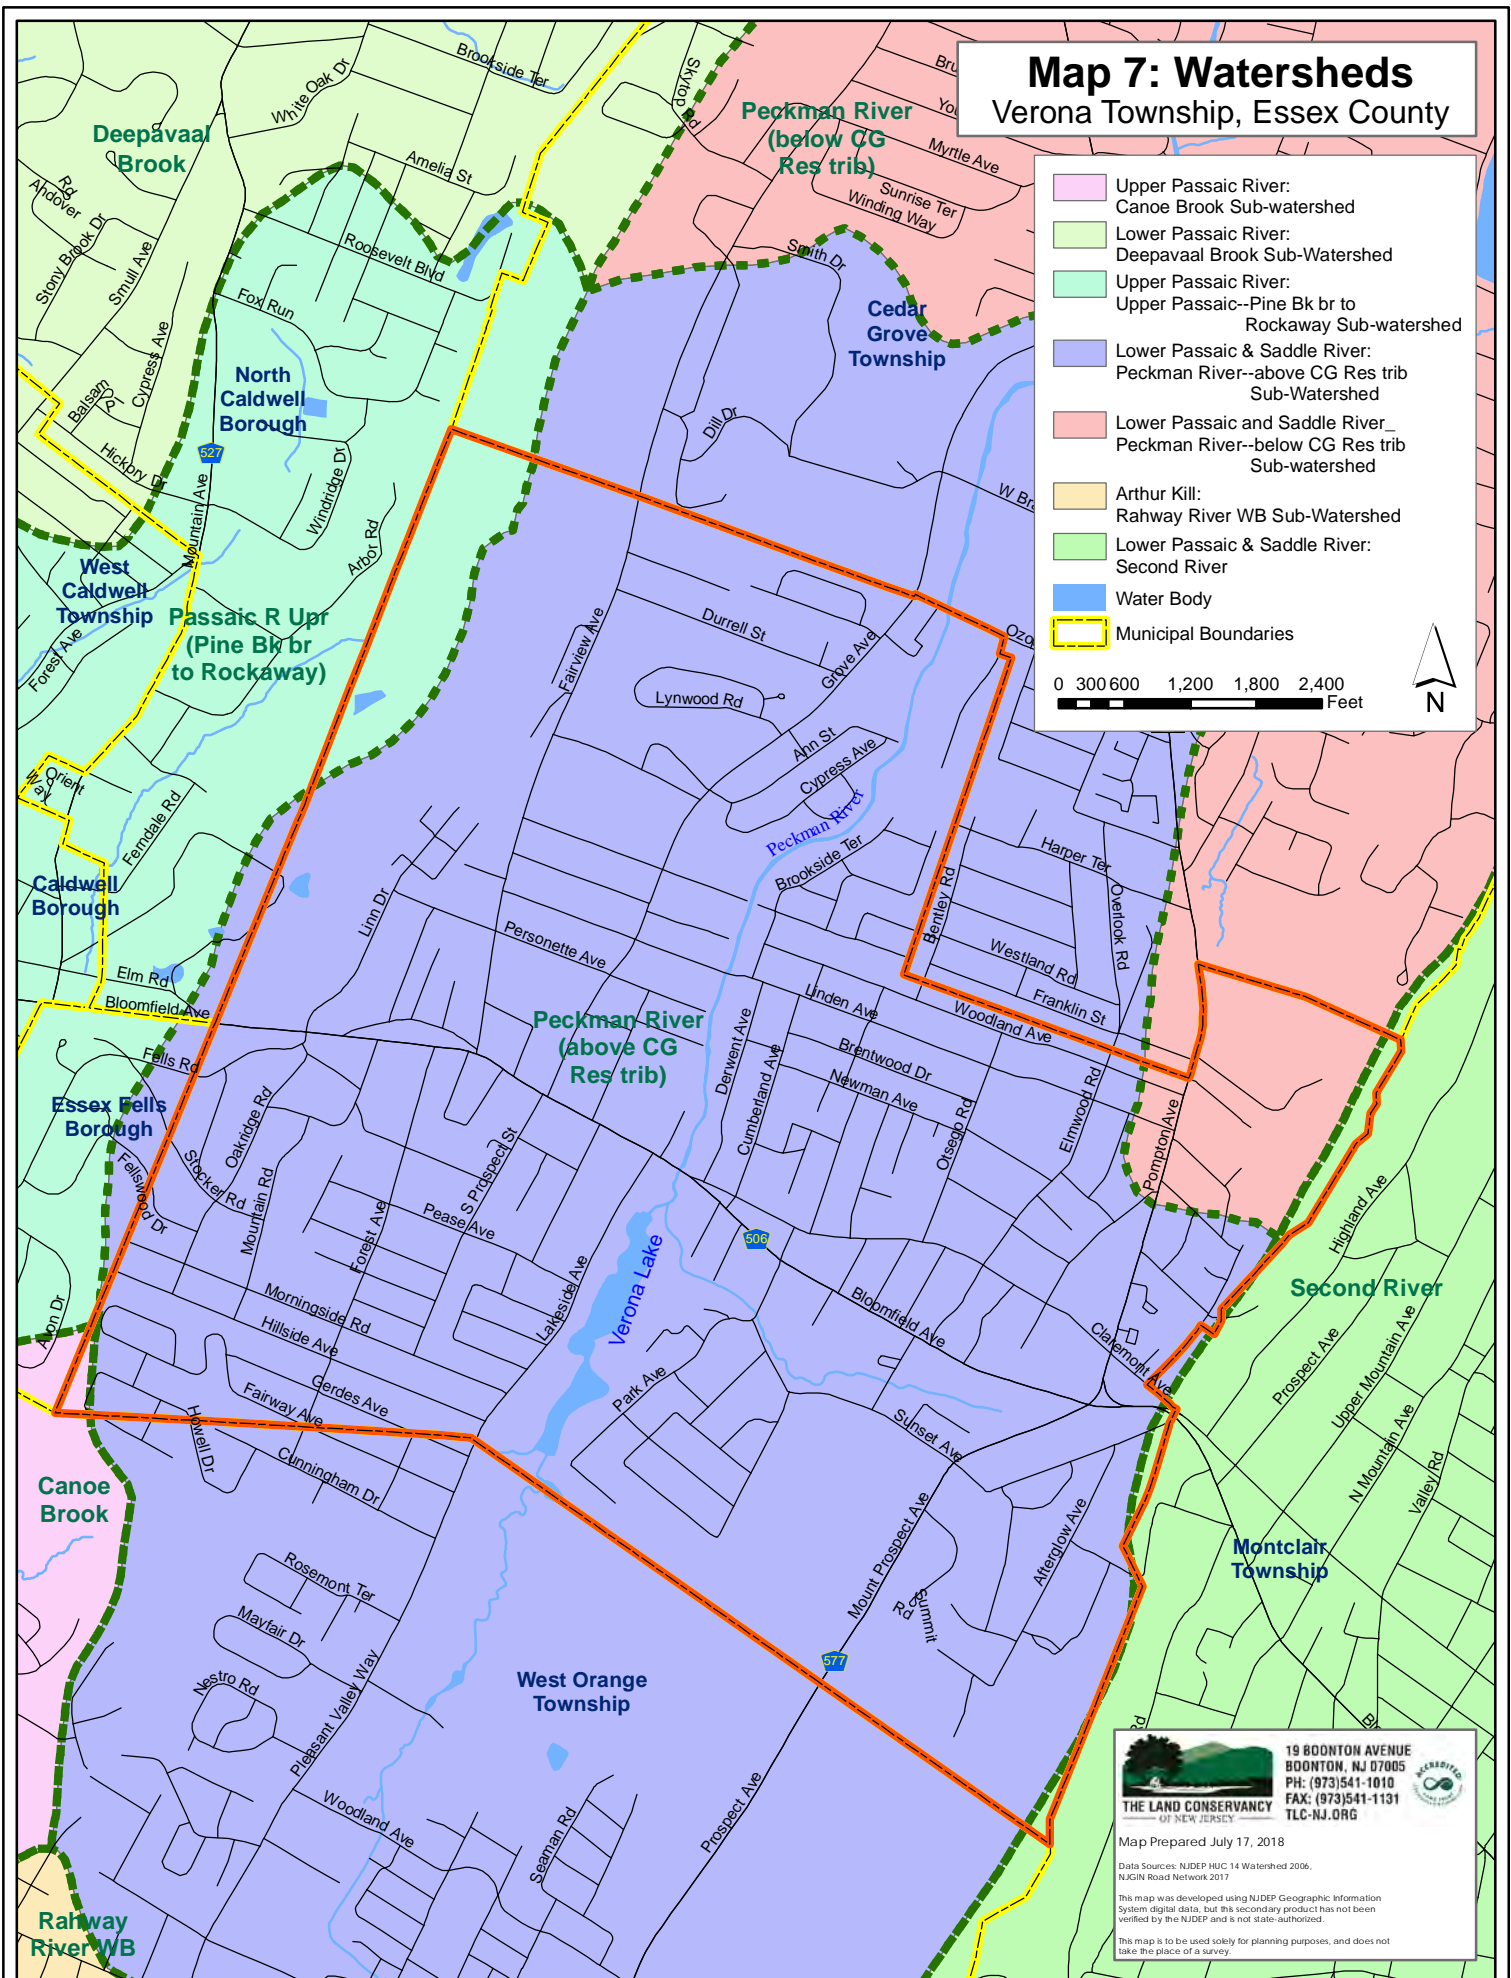 Map 7: Watersheds
Verona Township, Essex County
Upper Passaic River:
Canoe Brook Sub-watershed
Lower Passaic River:
Deepavaal Brook Sub-Watershed
Upper Passaic River:
Upper Passaic--Pine Bk br to
Rockaway Sub-watershed
Lower Passaic & Saddle River:
Peckman River--above CG Res trib
Sub-Watershed
Lower Passaic and Saddle River_
Peckman River--below CG Res trib
Sub-watershed
Arthur Kill:
Rahway River WB Sub-Watershed
Lower Passaic & Saddle River:
Second River
Water Body
Municipal Boundaries
0 300 600 1,200 1,800 2,400
Feet
N
Brookside Ter
White Oak Dr
Skytop Rd
Deepavaal
Brook
Peckman River
(below CG
Res trib)
Bru
You
Myrtle Ave
Sunrise Ter
Winding Way
Amelia St
Andover
Rd
Stony Brook Dr
Smull Ave
Roosevelt Blvd
Smith Dr
Fox Run
Cedar
Grove
Township
Cypress Ave
North
Caldwell
Borough
Balsam
Dr
Dill Dr
Hickory Dr
527
Mountain Ave
Windridge Dr
W Bra
Arbor Rd
West
Caldwell
Township
Passaic R Upr
(Pine Bk br
to Rockaway)
Forest Ave
Fairview Ave
Durrell St
Grove Ave
Ozo
Lynwood Rd
Ann St
Cypress Ave
Orient
Way
Ferndale Rd
Peckman River
Brookside Ter
Harper Ter
Overlook Rd
Caldwell
Borough
Linn Dr
Bentley Rd
Personette Ave
Westland Rd
Elm Rd
Bloomfield Ave
Linden Ave
Franklin St
Woodland Ave
Peckman River
(above CG
Res trib)
Derwent Ave
Cumberland Ave
Brentwood Dr
Newman Ave
Fells Rd
Essex Fells
Borough
Oakridge Rd
Otsego Rd
Elmwood Rd
Pompton Ave
Fellswood Dr
Stocker Rd
Mountain Rd
S Prospect St
Pease Ave
Forest Ave
Highland Ave
506
Verona Lake
Second River
Avon Dr
Morningside Rd
Hillside Ave
Lakeside Ave
Bloomfield Ave
Claremont Ave
Prospect Ave
Upper Mountain Ave
Park Ave
Gerdes Ave
Fairway Ave
Howell Dr
Sunset Ave
N Mountain Ave
Valley Rd
Cunningham Dr
Canoe
Brook
Mount Prospect Ave
Afterglow Ave
Montclair
Township
Rosemont Ter
Summit
Rd
Mayfair Dr
577
Nestro Rd
West Orange
Township
Pleasant Valley Way
Woodland Ave
Seaman Rd
Prospect Ave
Rd
Blo
Rahway
River WB
THE LAND CONSERVANCY
OF NEW JERSEY
19 BOONTON AVENUE
BOONTON, NJ 07005
PH: (973)541-1010
FAX: (973)541-1131
TLC-NJ.ORG
ACCREDITED
Map Prepared July 17, 2018
Data Sources: NJDEP HUC 14 Watershed 2006,
NJGIN Road Network 2017
This map was developed using NJDEP Geographic Information
System digital data, but this secondary product has not been
verified by the NJDEP and is not state-authorized.
This map is to be used solely for planning purposes, and does not
take the place of a survey.